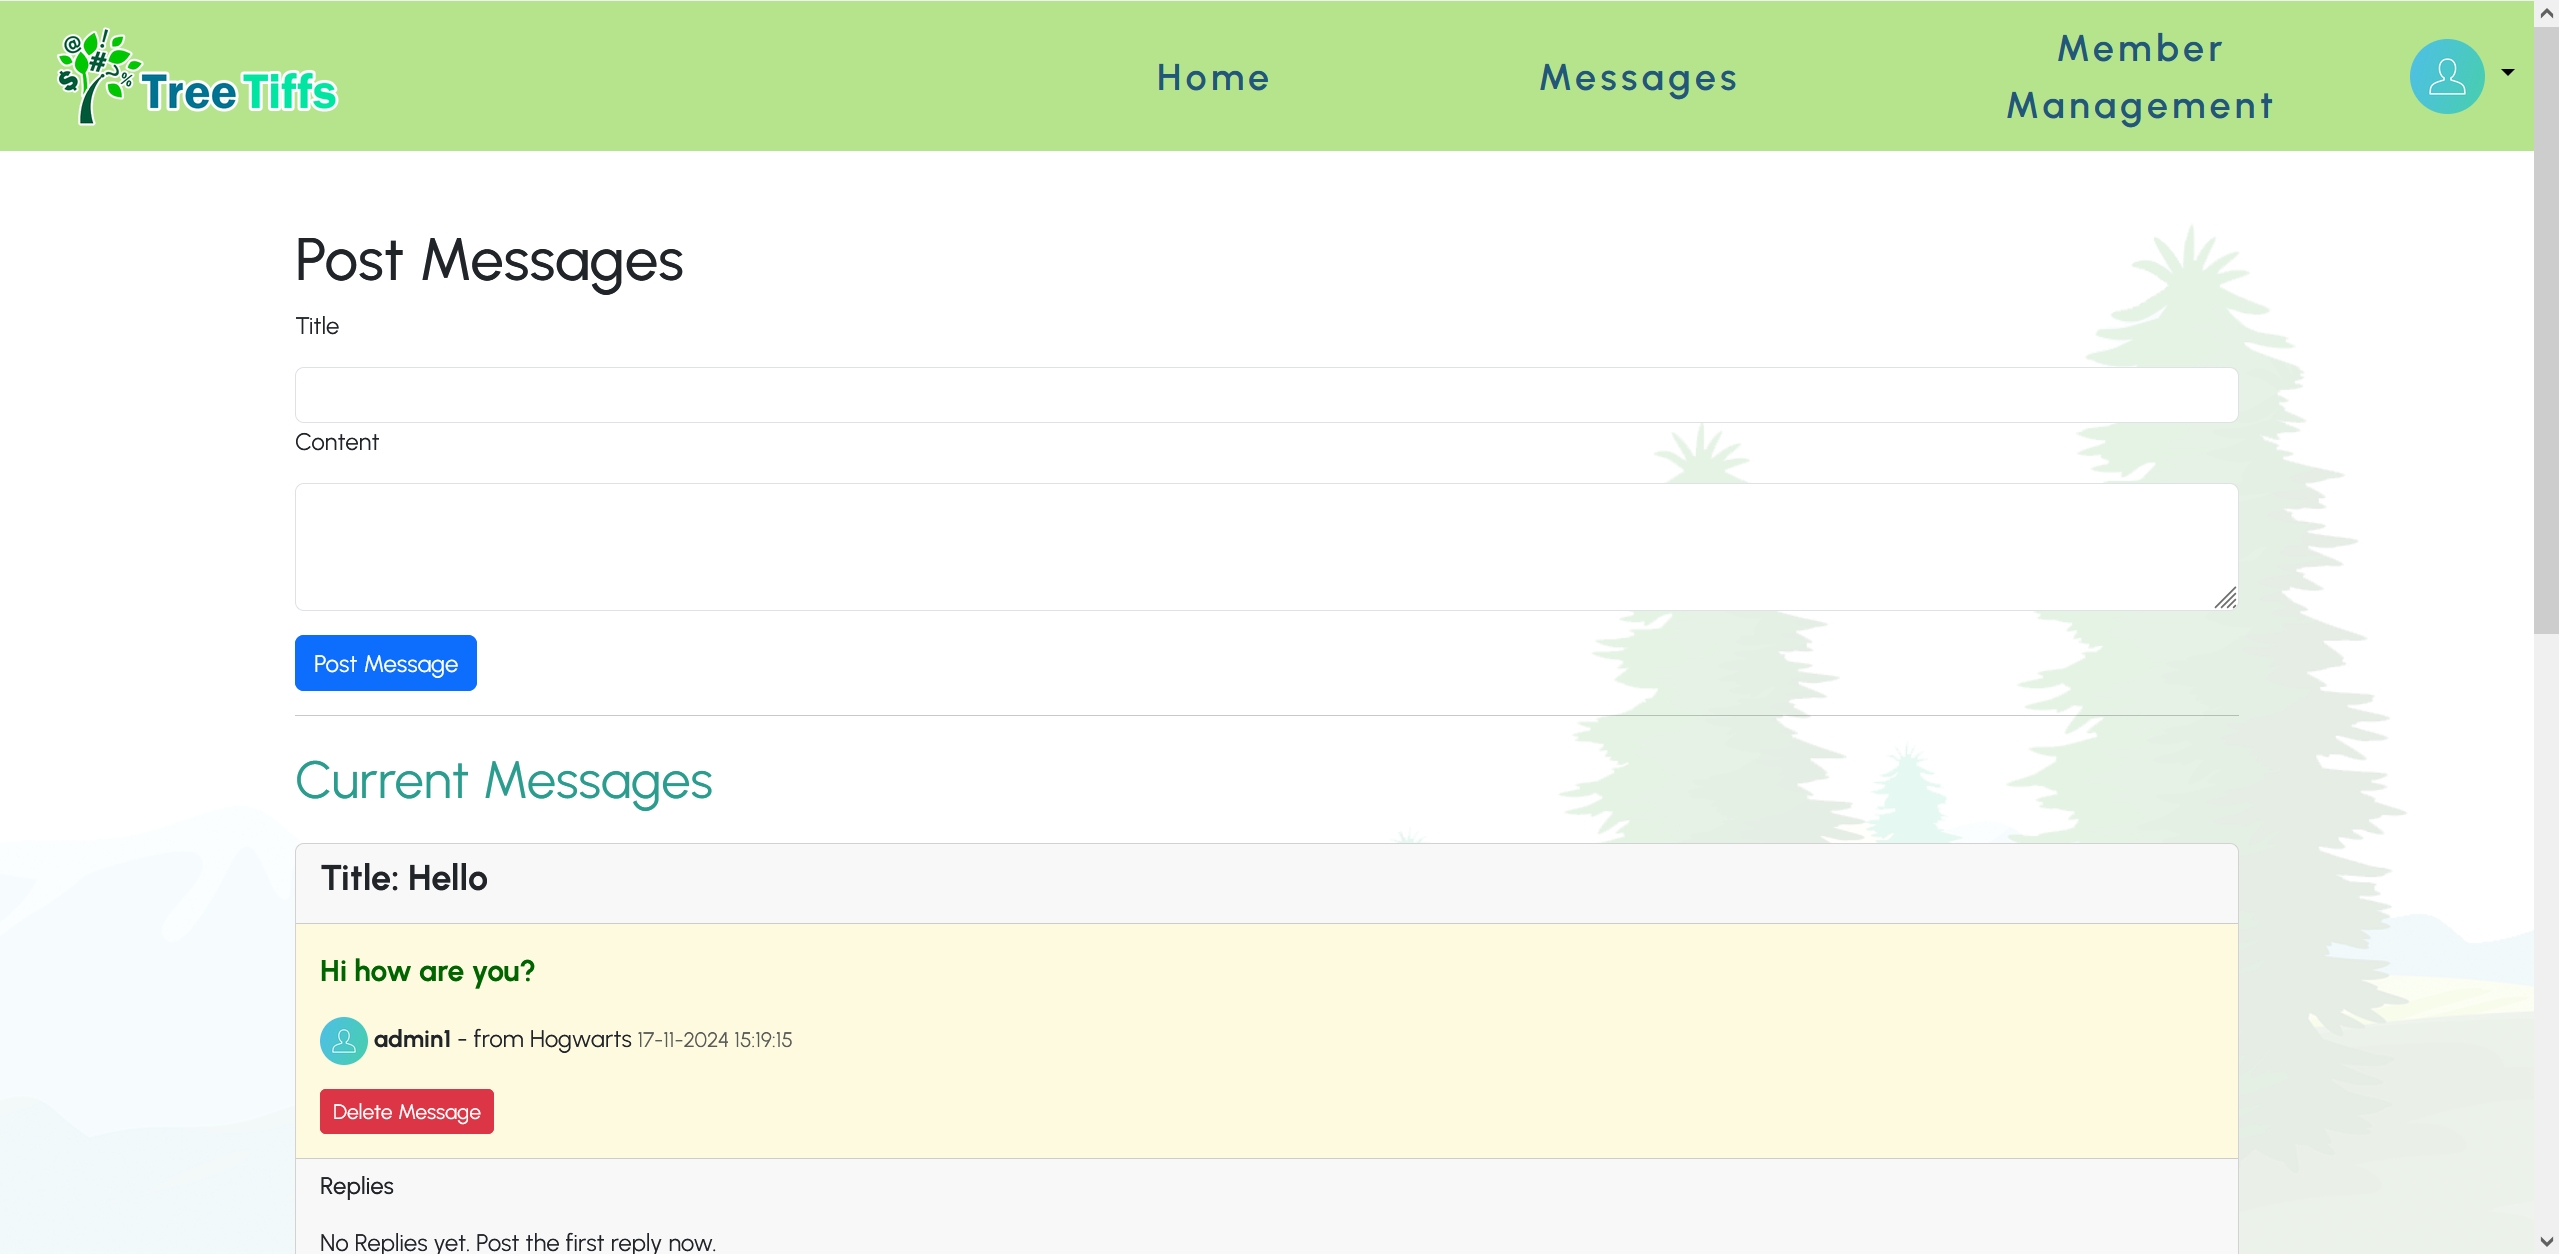 @ ! # $ ? %
Tree Tiffs
Home
Messages
Member
Management
Post Messages
Title
Content
Post Message
Current Messages
Title: Hello
Hi how are you?
admin1 - from Hogwarts 17-11-2024 15:19:15
Delete Message
Replies
No Replies yet. Post the first reply now.